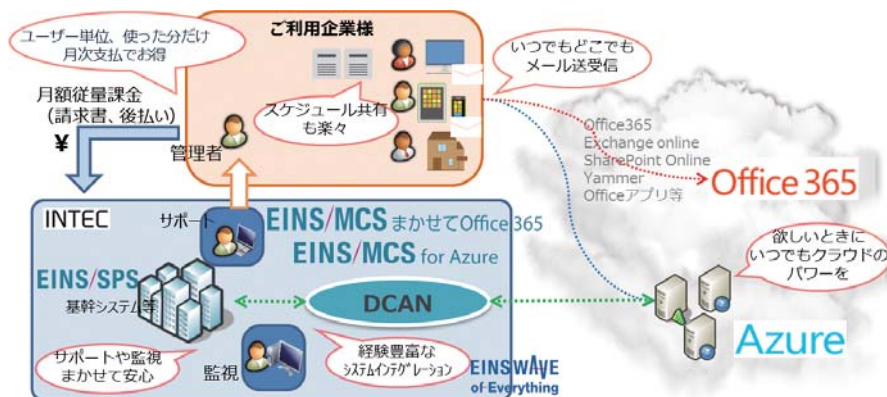 ユーザー単位、使った分だけ
月次支払でお得
ご利用企業様
いつでもどこでも
メール送受信
月額従量課金
(請求書、後払い)
¥
スケジュール共有
も楽々
管理者
Office365
Exchange online
SharePoint Online
Yammer
Officeアプリ等
Office 365
INTEC
サポート
EINS/MCS まかせてOffice 365
EINS/MCS for Azure
欲しいときに
いつでもクラウドの
パワーを
EINS/SPS
基幹システム等
DCAN
Azure
サポートや監視
まかせて安心
監視
経験豊富な
システムインテグレーション
EINSWAVE
of Everything